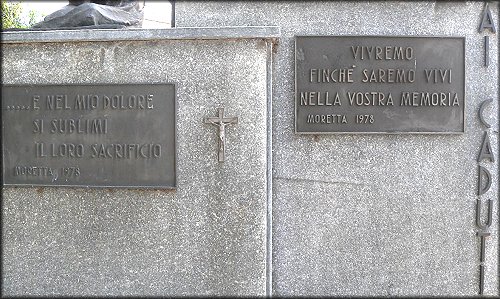 .....E NEL MIO DOLORE
SI SUBLIMI
IL LORO SACRIFICIO
MORETTA 1978
VIVREMO
FINCHÈ SAREMO VIVI
NELLA VOSTRA MEMORIA
MORETTA 1978
AI CADUTI